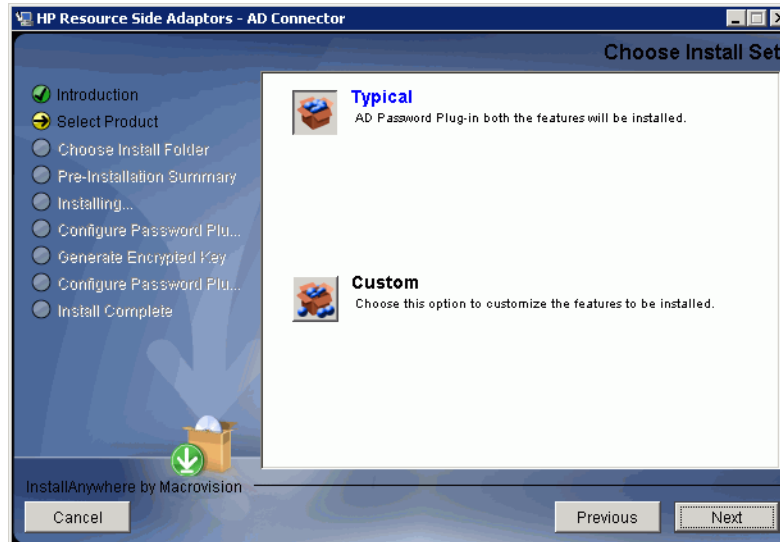 HP Resource Side Adaptors - AD Connector
Choose Install Set
Introduction
Select Product
Choose Install Folder
Pre-Installation Summary
Installing...
Configure Password Plu...
Generate Encrypted Key
Configure Password Plu...
Install Complete
Typical
AD Password Plug-in both the features will be installed.
Custom
Choose this option to customize the features to be installed.
InstallAnywhere by Macrovision
Cancel
Previous
Next